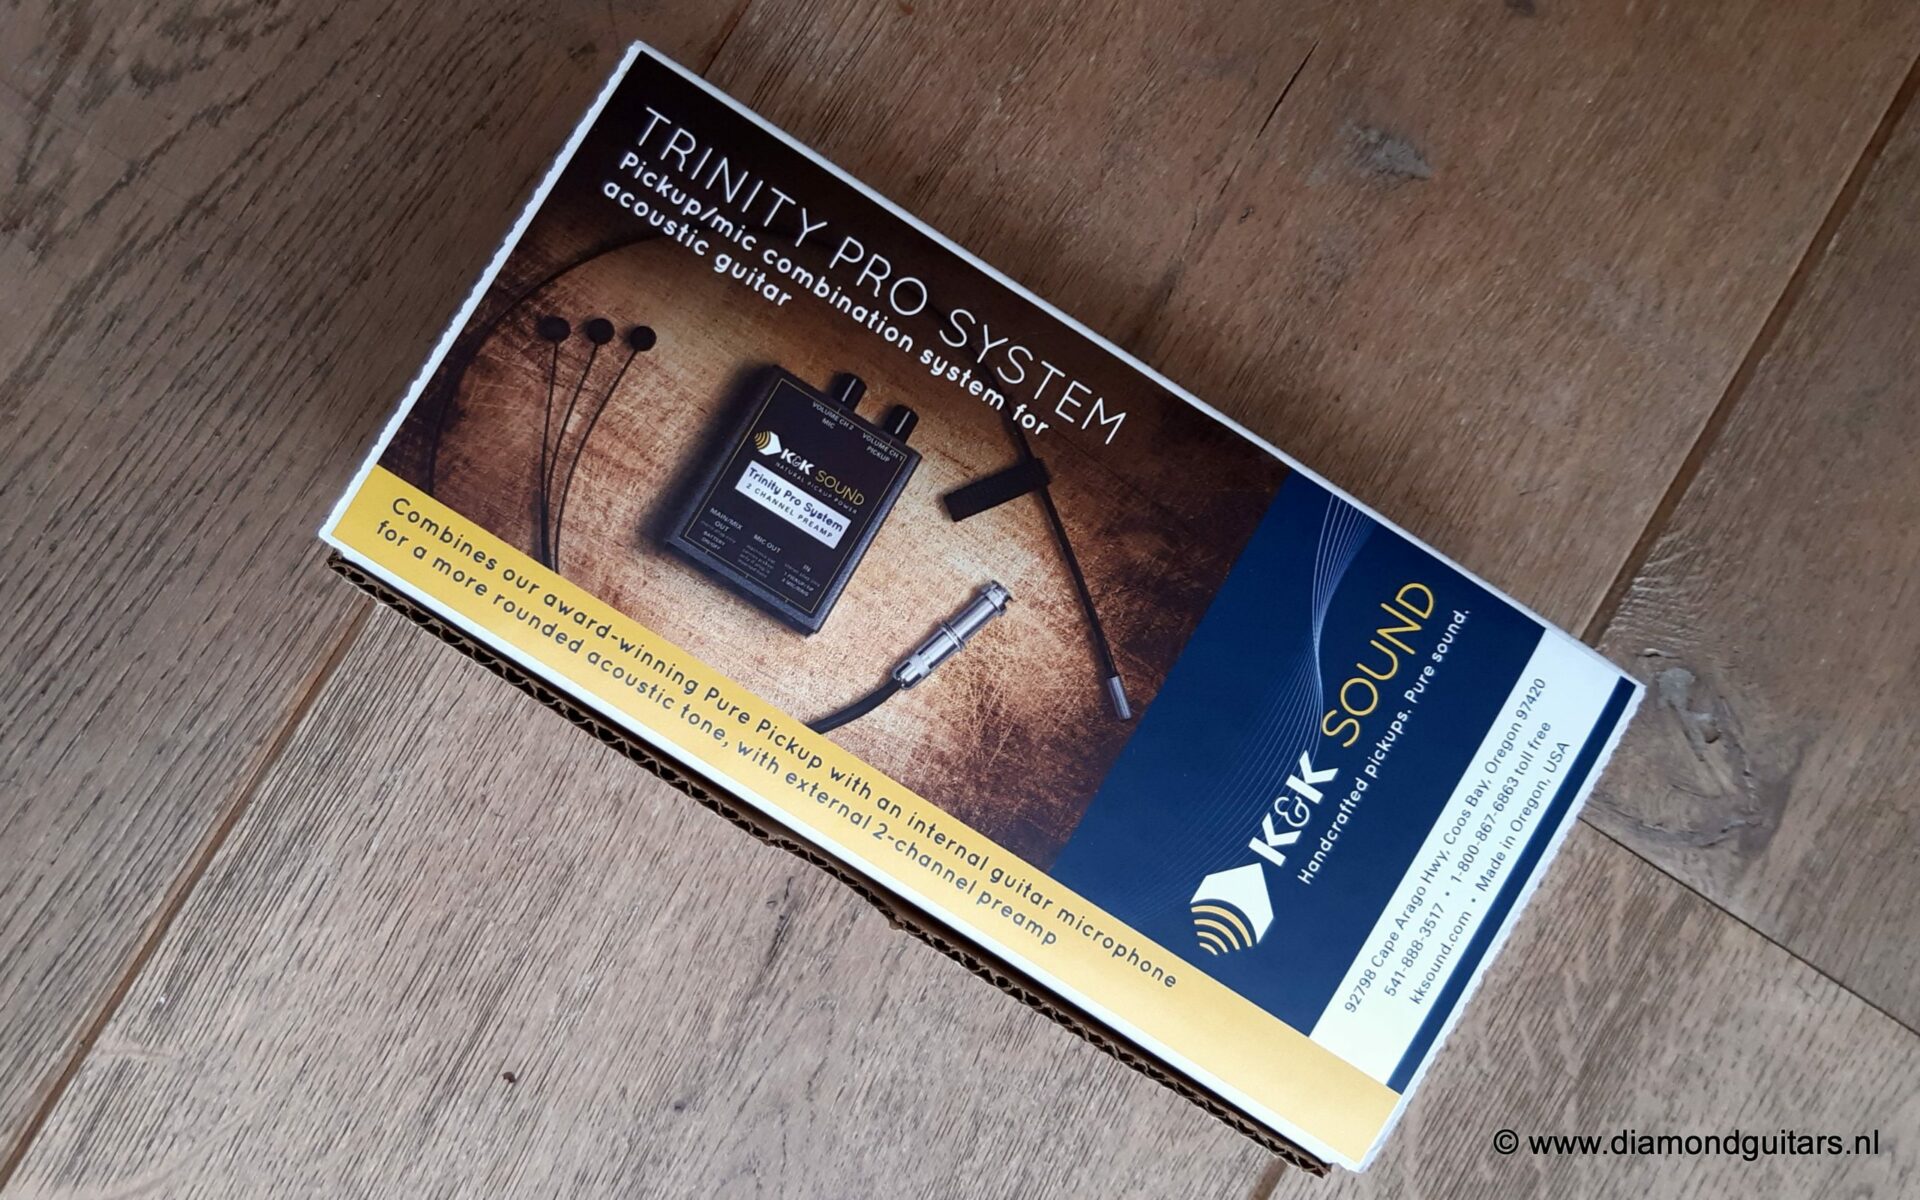 TRINITY PRO SYSTEM
Pickup/mic combination system for
acoustic guitar
VOLUME CH 2
MIC
VOLUME CH 1
PICKUP
K&K SOUND
NATURAL PICKUP POWER
Trinity Pro System
2 CHANNEL PREAMP
MAIN/MIX
OUT
BATTERY
ON/OFF
MIC OUT
IN
Combines our award-winning Pure Pickup with an internal guitar microphone
for a more rounded acoustic tone, with external 2-channel preamp
K&K SOUND
Handcrafted pickups. Pure sound.
92798 Cape Arago Hwy, Coos Bay, Oregon 97420
541-888-3517 • 1-800-867-6863 toll free
kksound.com • Made in Oregon, USA
© www.diamondguitars.nl